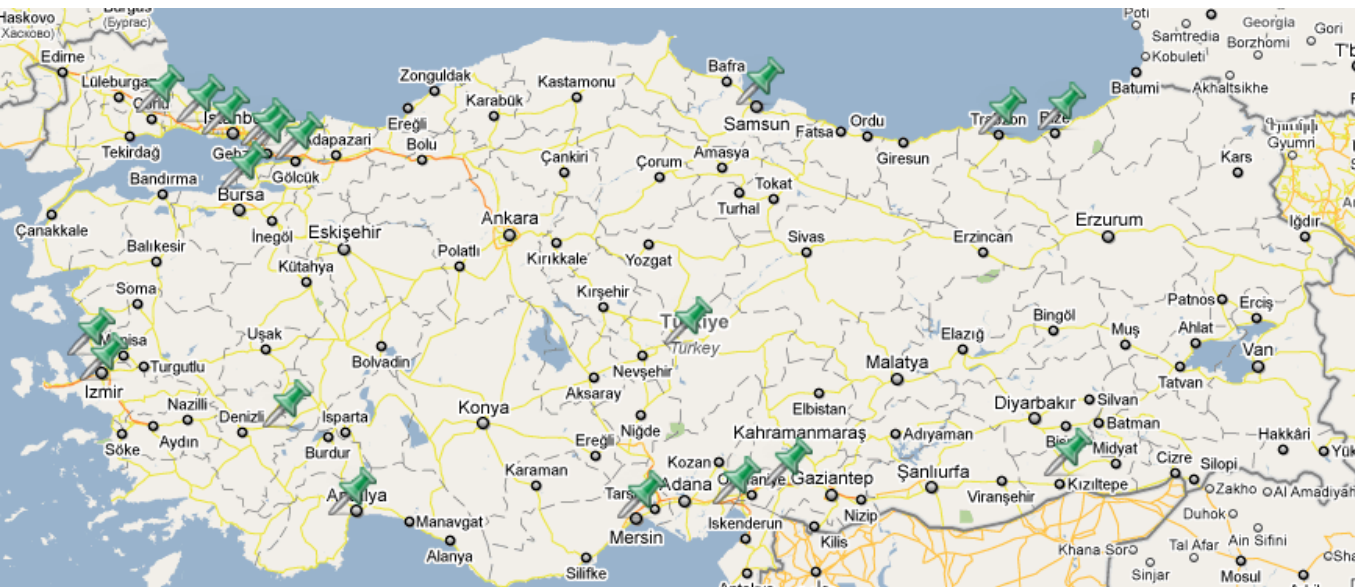 Haskovo
(Хасково)
(Бургас)
Poti
Samtredia
Georgia
Gori
Kobuleti
Borzhomi
Batumi
Akhaltsikhe
Edirne
Zonguldak
Kastamonu
Bafra
Karabük
Ereğli
Samsun
Fatsa
Ordu
Giresun
Գյումրի
Gyumri
Tekirdağ
Adapazari
Bolu
Çankiri
Çorum
Amasya
Kars
Gölcük
Bandırma
Bursa
Tokat
Turhal
Çanakkale
İnegöl
Eskişehir
Ankara
Erzurum
Iğdır
Balıkesir
Polatlı
Kırıkkale
Yozgat
Sivas
Erzincan
Kütahya
Soma
Kırşehir
Patnos
Erciş
Bingöl
Muş
Ahlat
Turkey
Elazığ
Uşak
Bolvadin
Turgutlu
Nevşehir
Malatya
Van
Tatvan
Izmir
Aksaray
Elbistan
Silvan
Nazilli
Denizli
Isparta
Konya
Diyarbakır
Batman
Aydın
Söke
Burdur
Niğde
Kahramanmaraş
Adıyaman
Midyat
Hakkâri
Ereğli
Kozan
Karaman
Adana
Gaziantep
Şanlıurfa
Cizre
Silopi
Viranşehir
Kızıltepe
Zakho
Al Amadiyah
Nizip
Manavgat
Mersin
Iskenderun
Duhok
Kilis
Alanya
Silifke
Khana Sor
Tal Afar
Ain Sifni
Sinjar
Mosul